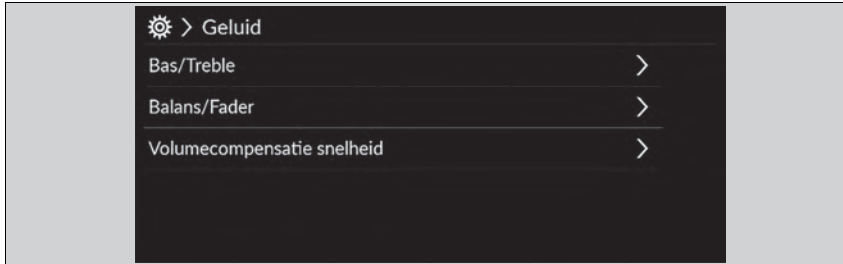 Geluid
Bas/Treble
Balans/Fader
Volumecompensatie snelheid